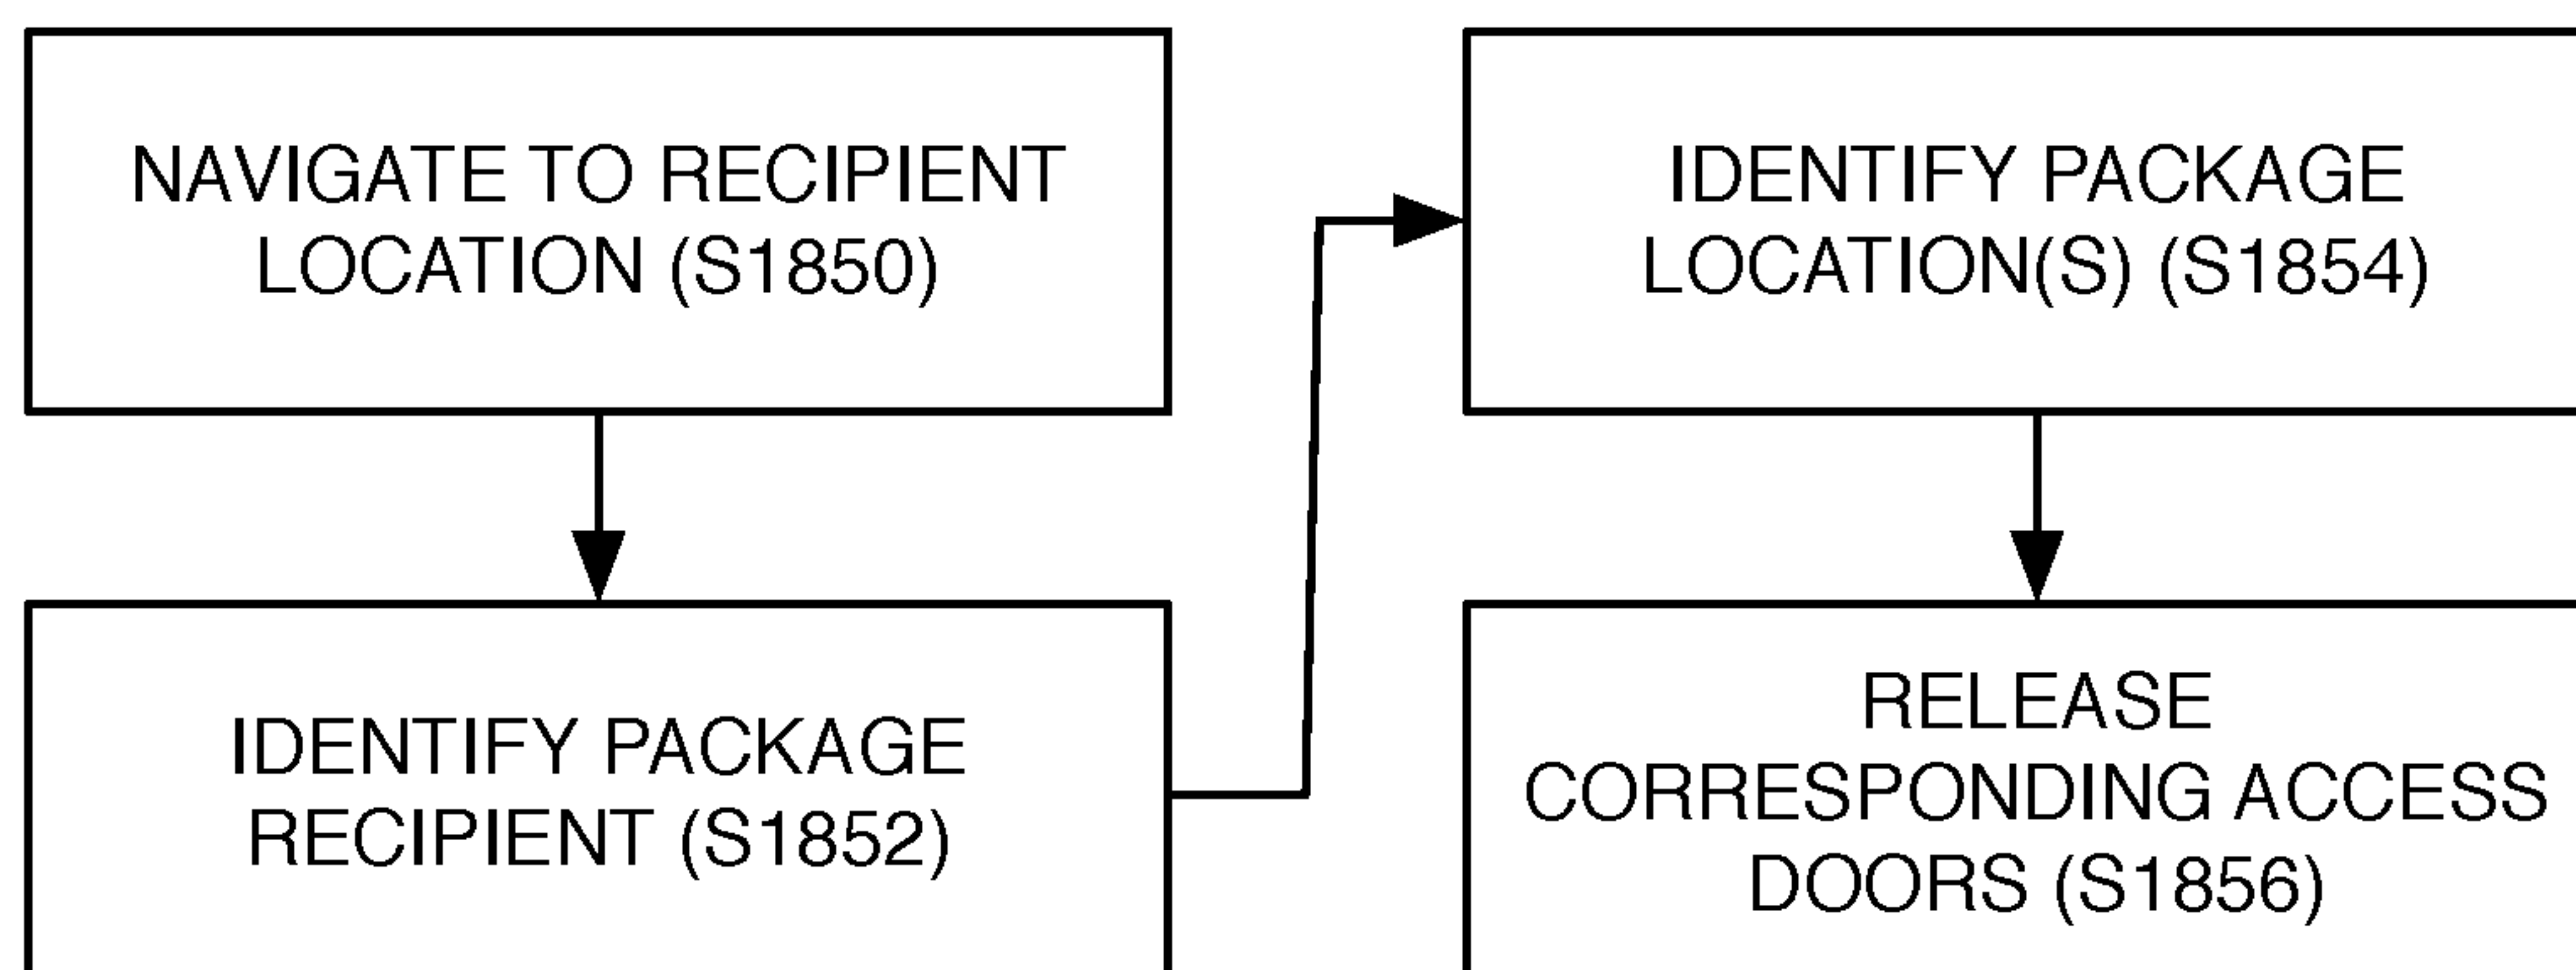 NAVIGATE TO RECIPIENT
LOCATION (S1850)
IDENTIFY PACKAGE
RECIPIENT (S1852)
IDENTIFY PACKAGE
LOCATION(S) (S1854)
RELEASE
CORRESPONDING ACCESS
DOORS (S1856)